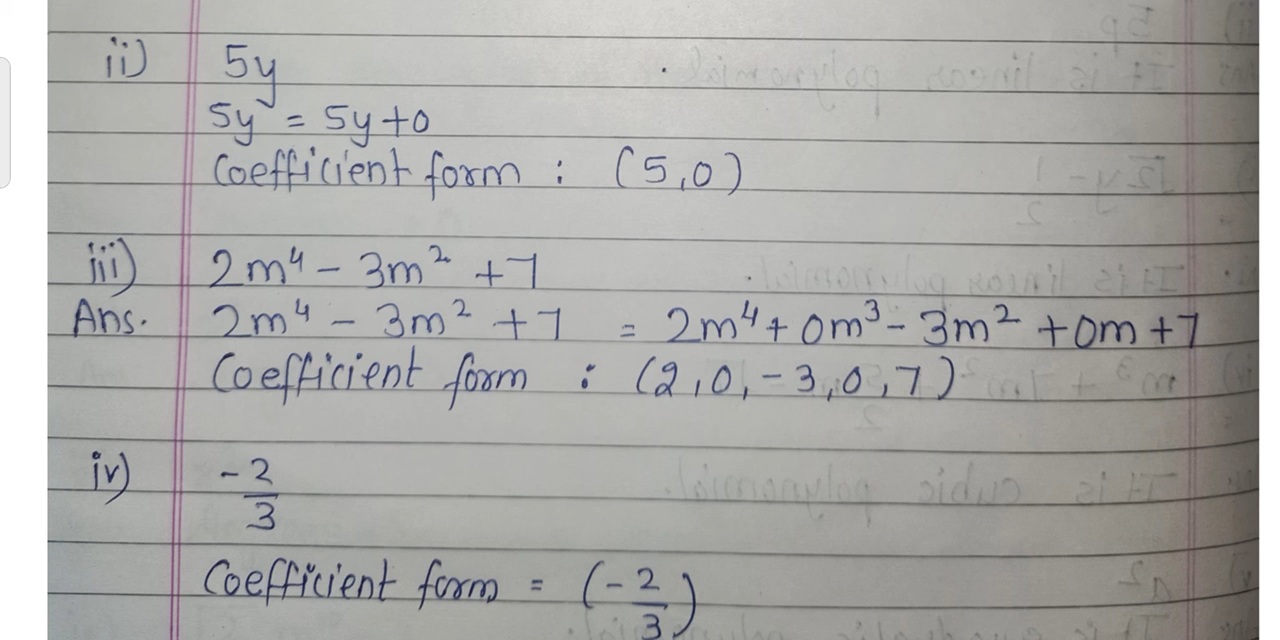 ii) 5y
5y = 5y+0
Coefficient form : (5,0)
iii) 2m⁴ - 3m² + 7
Ans. 2m⁴ - 3m² + 7 = 2m⁴ + 0m³ - 3m² + 0m + 7
Coefficient form : (2,0,-3,0,7)
iv) -2/3
Coefficient form = (-2/3)